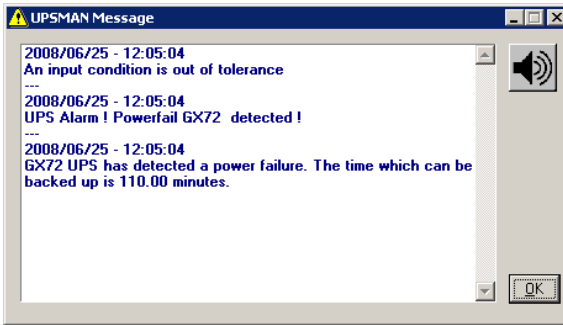 UPSMAN Message
2008/06/25 - 12:05:04
An input condition is out of tolerance
---
2008/06/25 - 12:05:04
UPS Alarm ! Powerfail GX72  detected !
---
2008/06/25 - 12:05:04
GX72 UPS has detected a power failure. The time which can be
backed up is 110.00 minutes.
OK